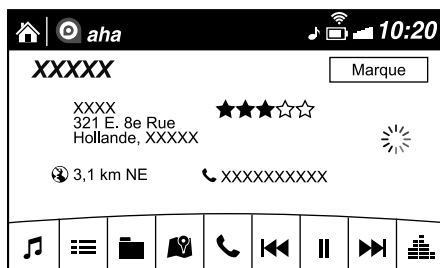 aha 10:20
XXXXX Marque
XXXX
321 E. 8e Rue
Hollande, XXXXX
3,1 km NE XXXXXXXXXX